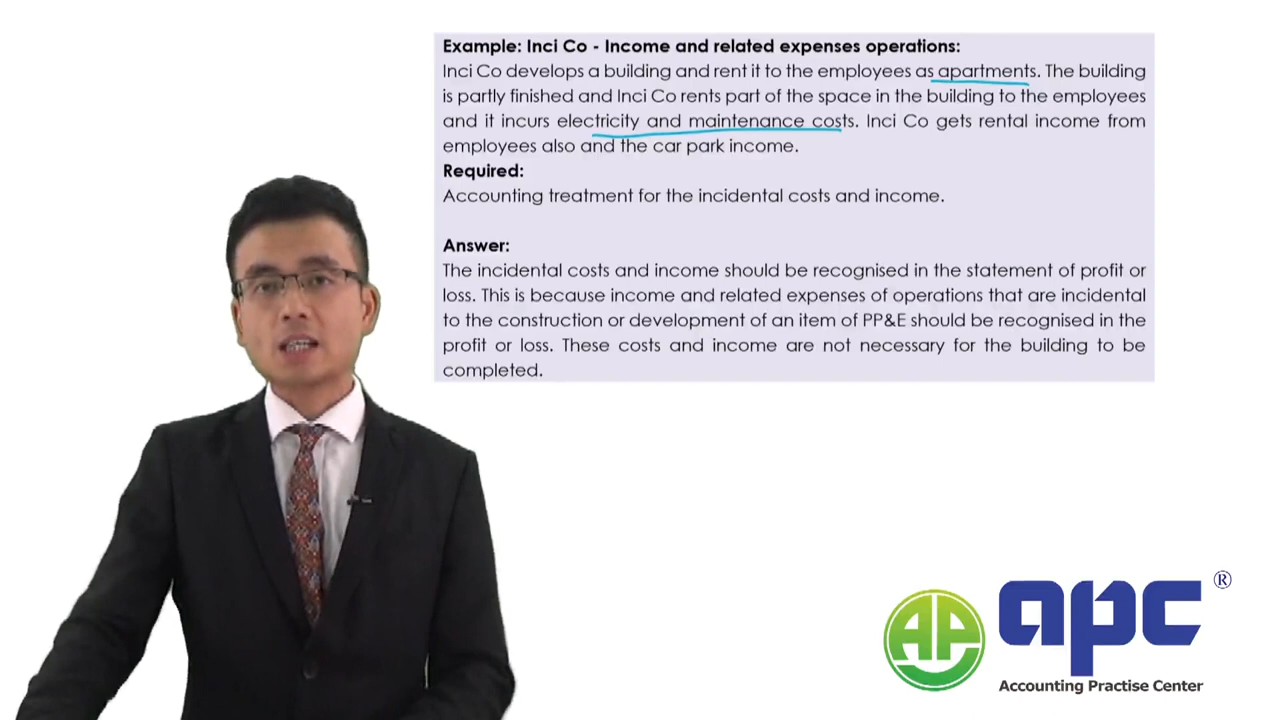 Example: Inci Co - Income and related expenses operations:
Inci Co develops a building and rent it to the employees as apartments. The building
is partly finished and Inci Co rents part of the space in the building to the employees
and it incurs electricity and maintenance costs. Inci Co gets rental income from
employees also and the car park income.
Required:
Accounting treatment for the incidental costs and income.
Answer:
The incidental costs and income should be recognised in the statement of profit or
loss. This is because income and related expenses of operations that are incidental
to the construction or development of an item of PP&E should be recognised in the
profit or loss. These costs and income are not necessary for the building to be
completed.
AP apc ®
Accounting Practise Center